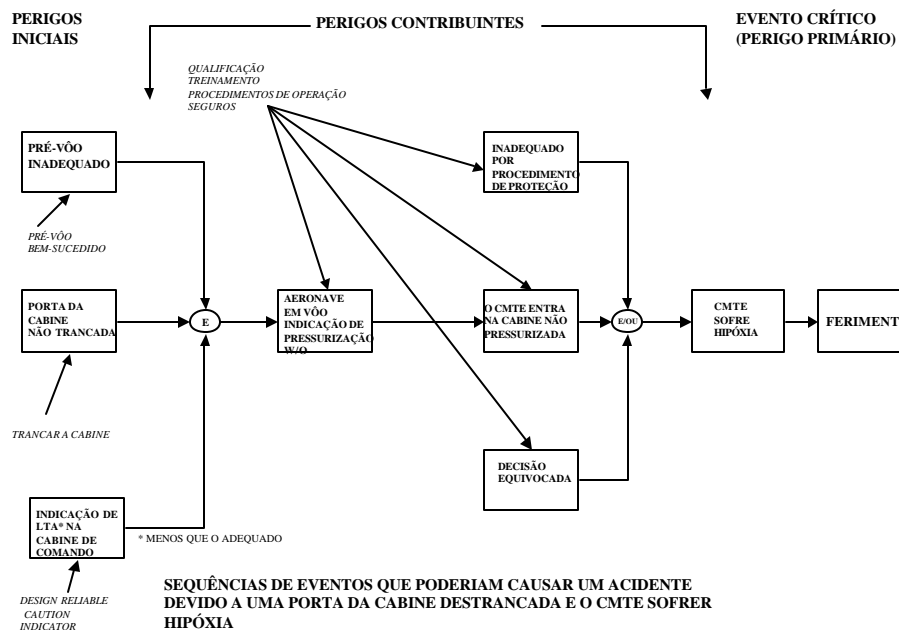 PERIGOS
INICIAIS
PERIGOS CONTRIBUINTES
EVENTO CRÍTICO
(PERIGO PRIMÁRIO)
QUALIFICAÇÃO
TREINAMENTO
PROCEDIMENTOS DE OPERAÇÃO
SEGUROS
PRÉ-VÔO
INADEQUADO
INADEQUADO
POR
PROCEDIMENTO
DE PROTEÇÃO
PRÉ-VÔO
BEM-SUCEDIDO
PORTA DA
CABINE
NÃO TRANCADA
E
AERONAVE
EM VÔO
INDICAÇÃO DE
PRESSURIZAÇÃO
W/O
O CMTE ENTRA
NA CABINE NÃO
PRESSURIZADA
E/OU
CMTE
SOFRE
HIPÓXIA
FERIMENT
TRANCAR A CABINE
DECISÃO
EQUIVOCADA
INDICAÇÃO DE
LTA* NA
CABINE DE
COMANDO
* MENOS QUE O ADEQUADO
DESIGN RELIABLE
CAUTION
INDICATOR
SEQUÊNCIAS DE EVENTOS QUE PODERIAM CAUSAR UM ACIDENTE
DEVIDO A UMA PORTA DA CABINE DESTRANCADA E O CMTE SOFRER
HIPÓXIA